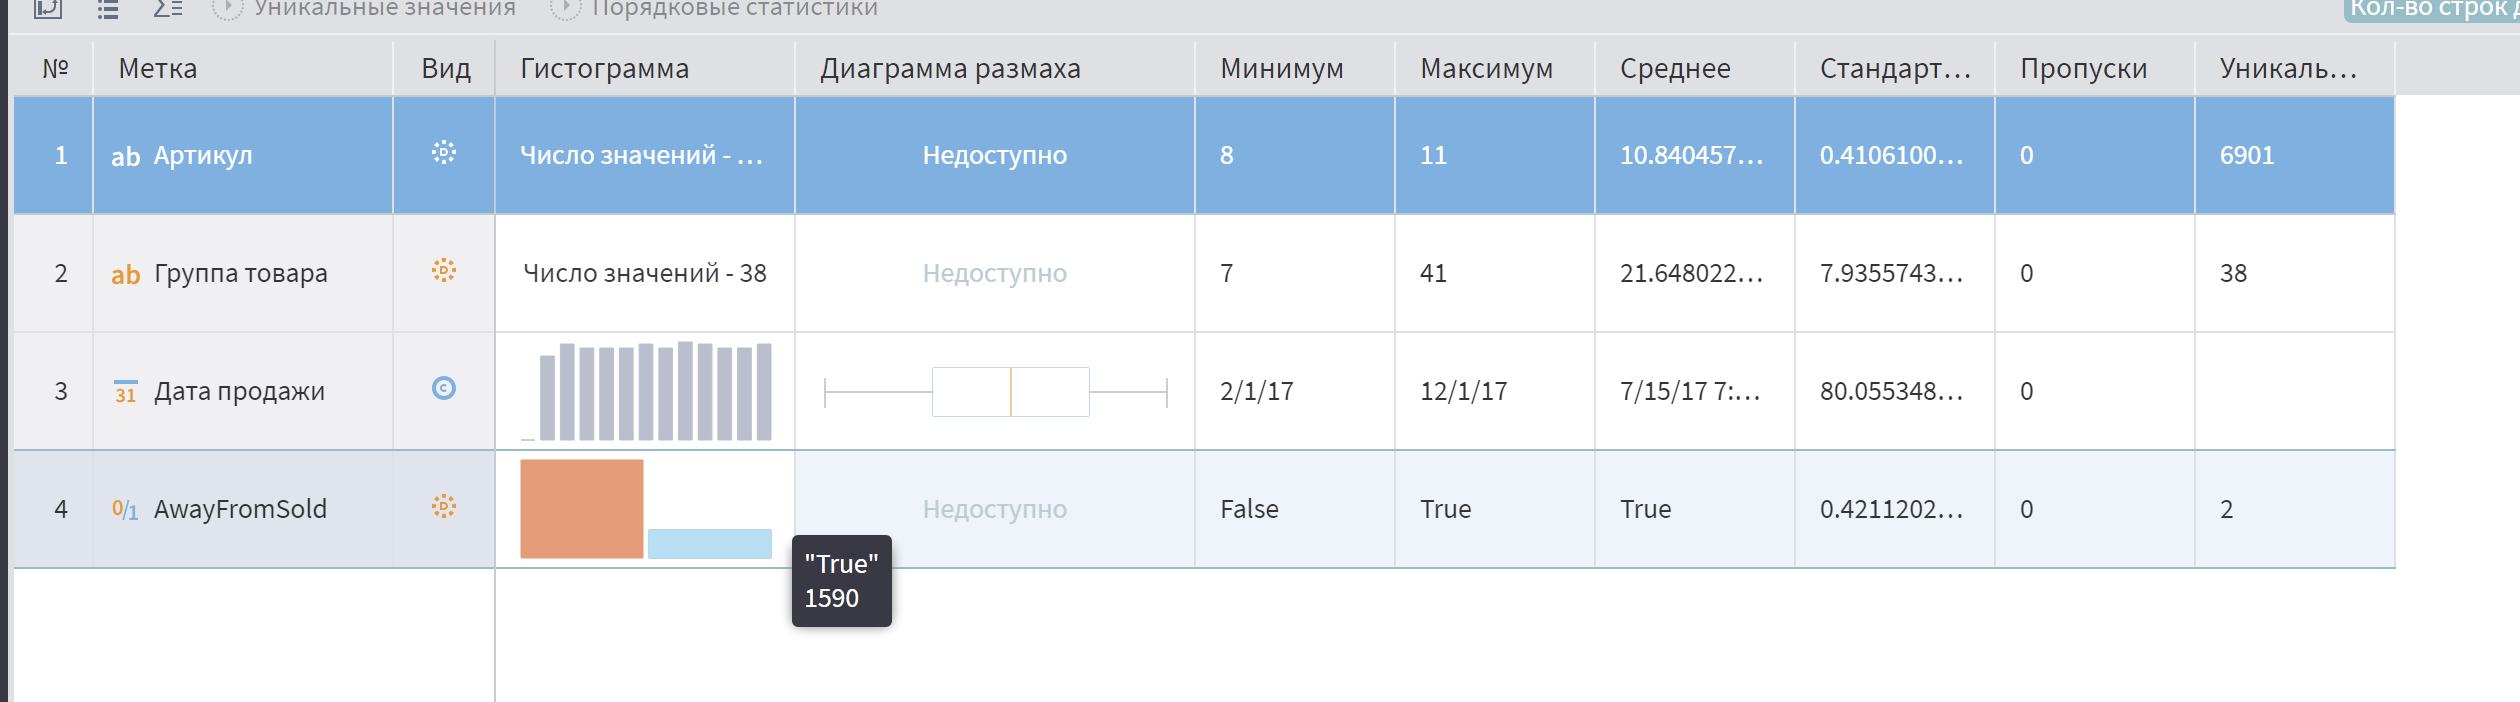 Уникальные значения Порядковые статистики Кол-во строк
№ Метка Вид Гистограмма Диаграмма размаха Минимум Максимум Среднее Стандарт... Пропуски Уникаль...
1 ab Артикул D Число значений - ... Недоступно 8 11 10.840457... 0.4106100... 0 6901
2 ab Группа товара D Число значений - 38 Недоступно 7 41 21.648022... 7.9355743... 0 38
3 31 Дата продажи C 2/1/17 12/1/17 7/15/17 7:... 80.055348... 0
4 0/1 AwayFromSold D Недоступно False True True 0.4211202... 0 2
"True"
1590